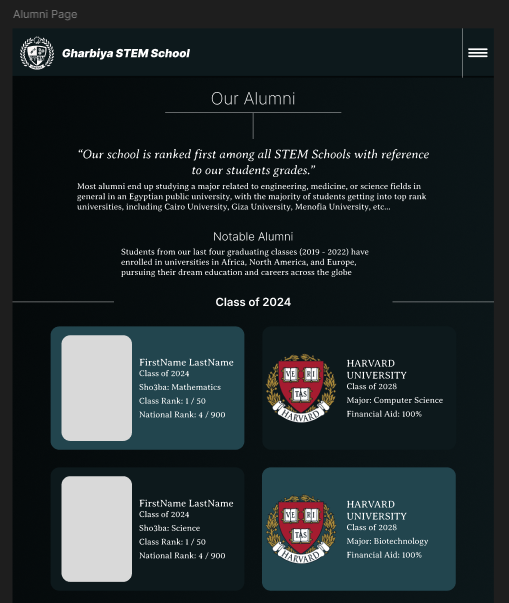 Alumni Page
Gharbiya STEM School
Our Alumni
“Our school is ranked first among all STEM Schools with reference
to our students grades.”
Most alumni end up studying a major related to engineering, medicine, or science fields in
general in an Egyptian public university, with the majority of students getting into top rank
universities, including Cairo University, Giza University, Menofia University, etc...
Notable Alumni
Students from our last four graduating classes (2019 - 2022) have
enrolled in universities in Africa, North America, and Europe,
pursuing their dream education and careers across the globe
Class of 2024
FirstName LastName
Class of 2024
Sho3ba: Mathematics
Class Rank: 1 / 50
National Rank: 4 / 900
VE RI
TAS
HARVARD
HARVARD
UNIVERSITY
Class of 2028
Major: Computer Science
Financial Aid: 100%
FirstName LastName
Class of 2024
Sho3ba: Science
Class Rank: 1 / 50
National Rank: 4 / 900
VE RI
TAS
HARVARD
HARVARD
UNIVERSITY
Class of 2028
Major: Biotechnology
Financial Aid: 100%